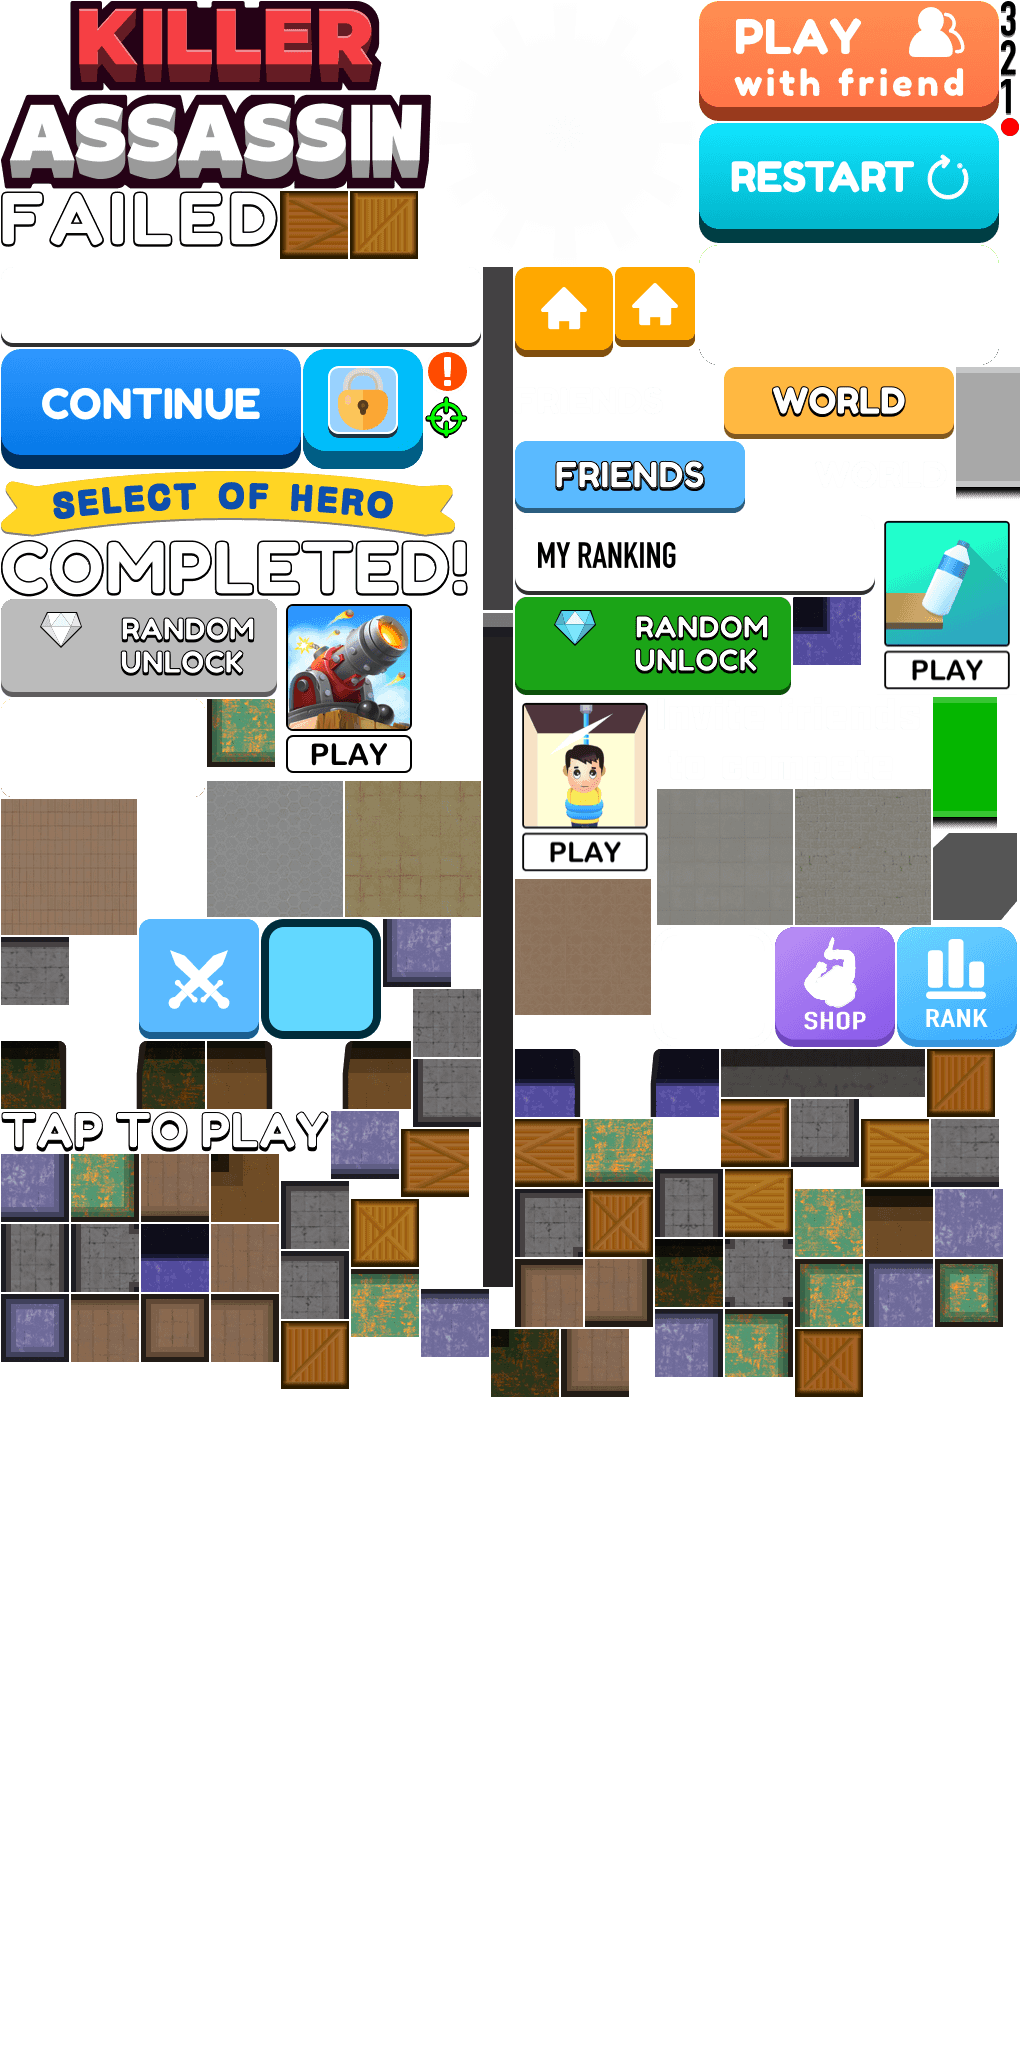 KILLER
ASSASSIN
FAILED
PLAY
with friend
3
2
1
RESTART
CONTINUE
!
WORLD
FRIENDS
SELECT OF HERO
COMPLETED!
MY RANKING
RANDOM
UNLOCK
PLAY
RANDOM
UNLOCK
PLAY
PLAY
SHOP
RANK
TAP TO PLAY